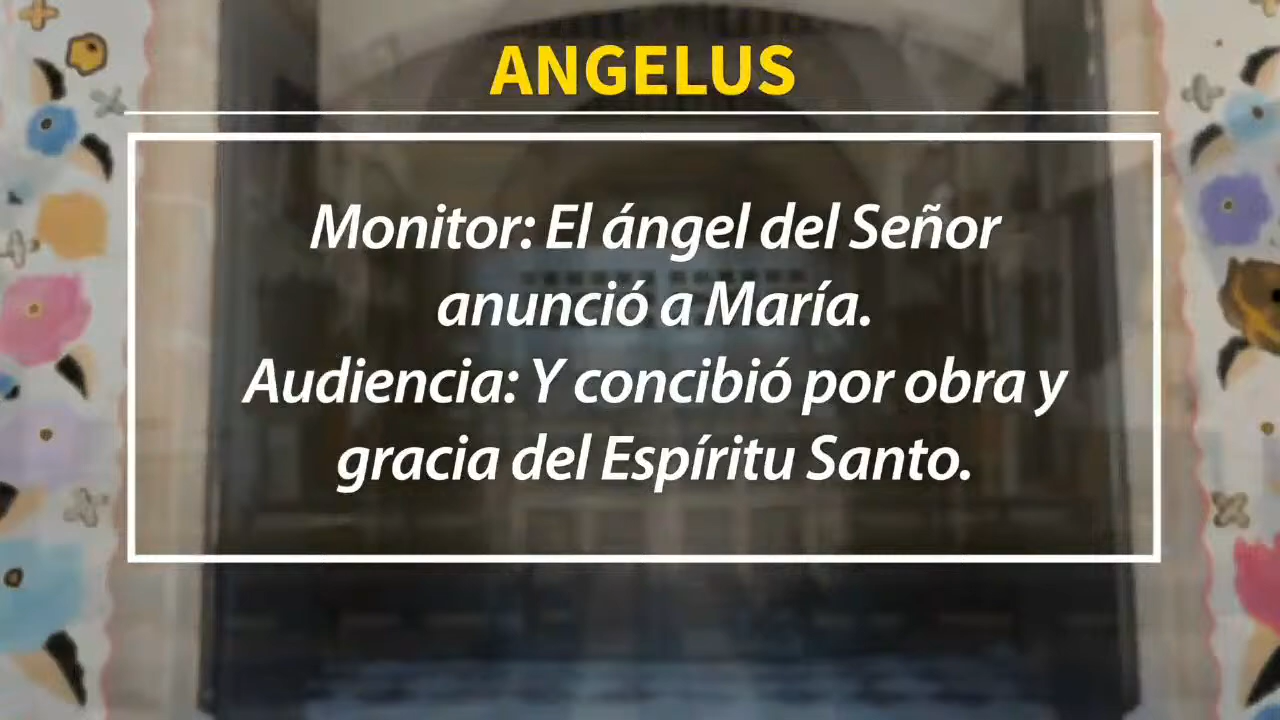 ANGELUS
Monitor: El ángel del Señor
anunció a María.
Audiencia: Y concibió por obra y
gracia del Espíritu Santo.